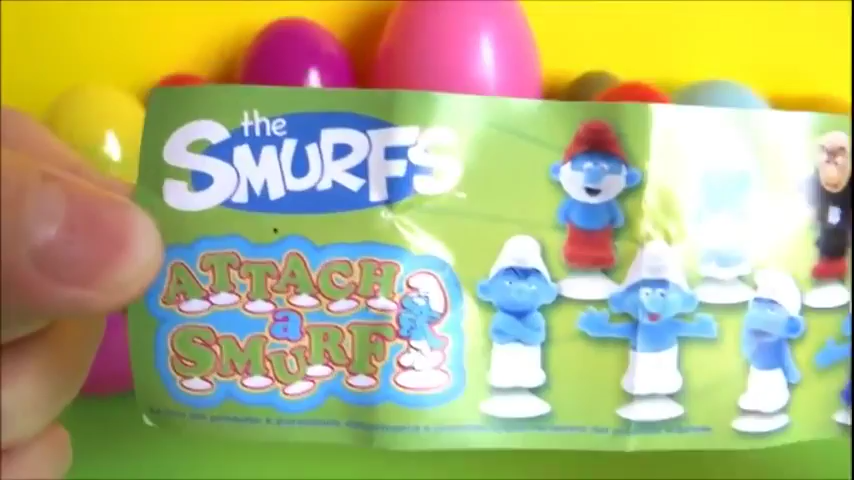 the
SMURFS
ATTACH
a
SMURF